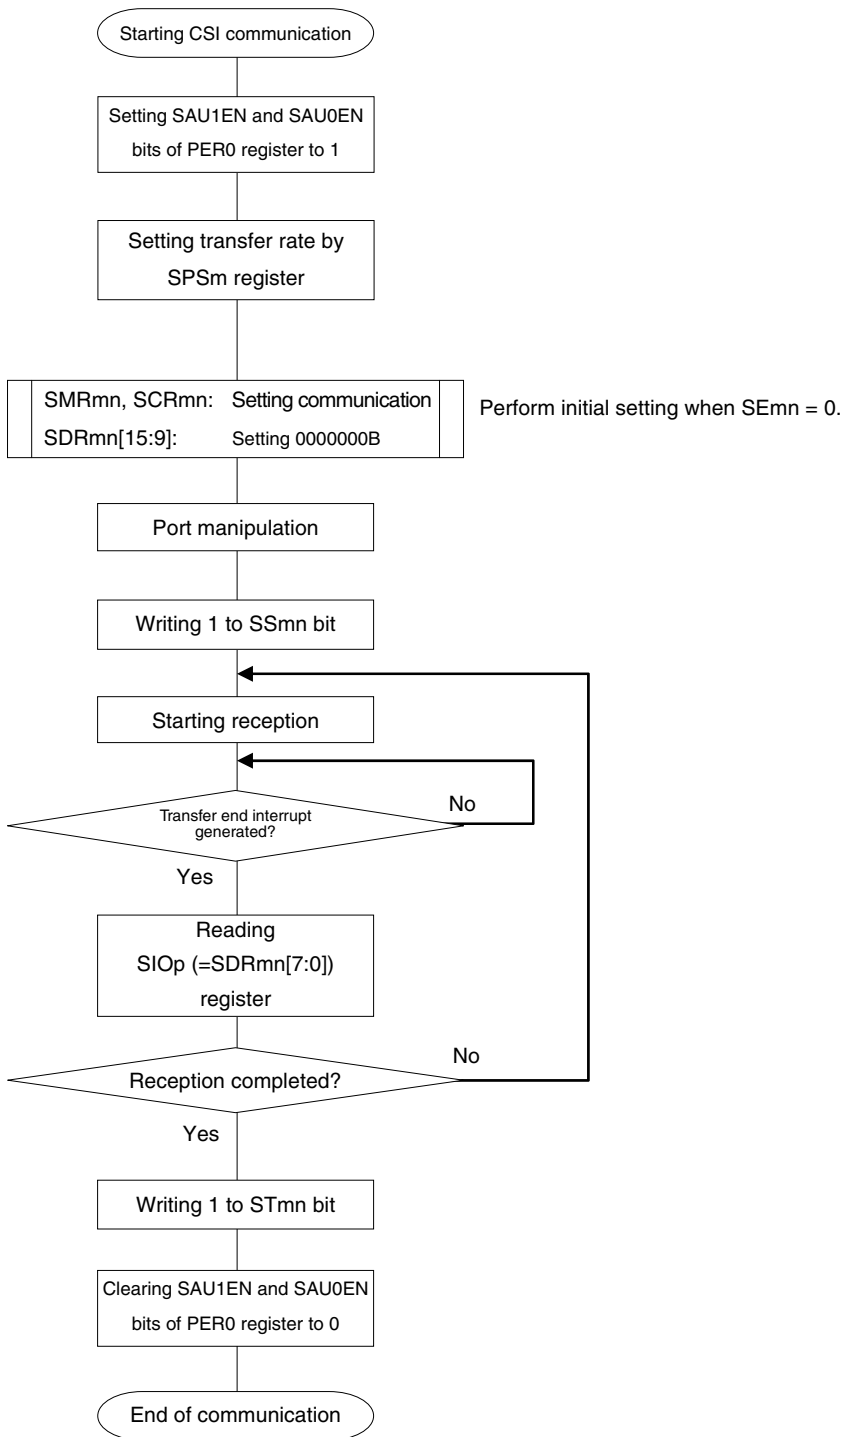 Starting CSI communication
Setting SAU1EN and SAU0EN
bits of PER0 register to 1
Setting transfer rate by
SPSm register
SMRmn, SCRmn: Setting communication
SDRmn[15:9]: Setting 0000000B
Perform initial setting when SEmn = 0.
Port manipulation
Writing 1 to SSmn bit
Starting reception
Transfer end interrupt
generated?
No
Yes
Reading
SIOp (=SDRmn[7:0])
register
Reception completed?
No
Yes
Writing 1 to STmn bit
Clearing SAU1EN and SAU0EN
bits of PER0 register to 0
End of communication